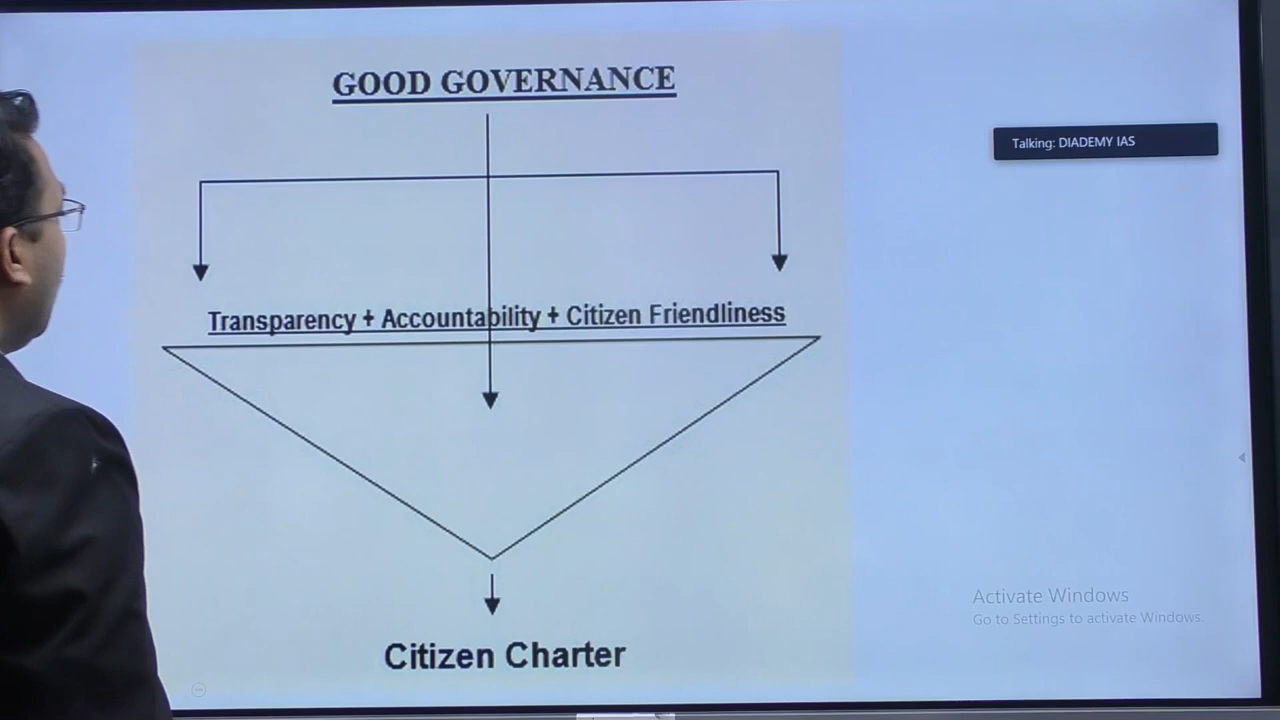 GOOD GOVERNANCE
Talking: DIADEMY IAS
Transparency + Accountability + Citizen Friendliness
Activate Windows
Go to Settings to activate Windows.
Citizen Charter